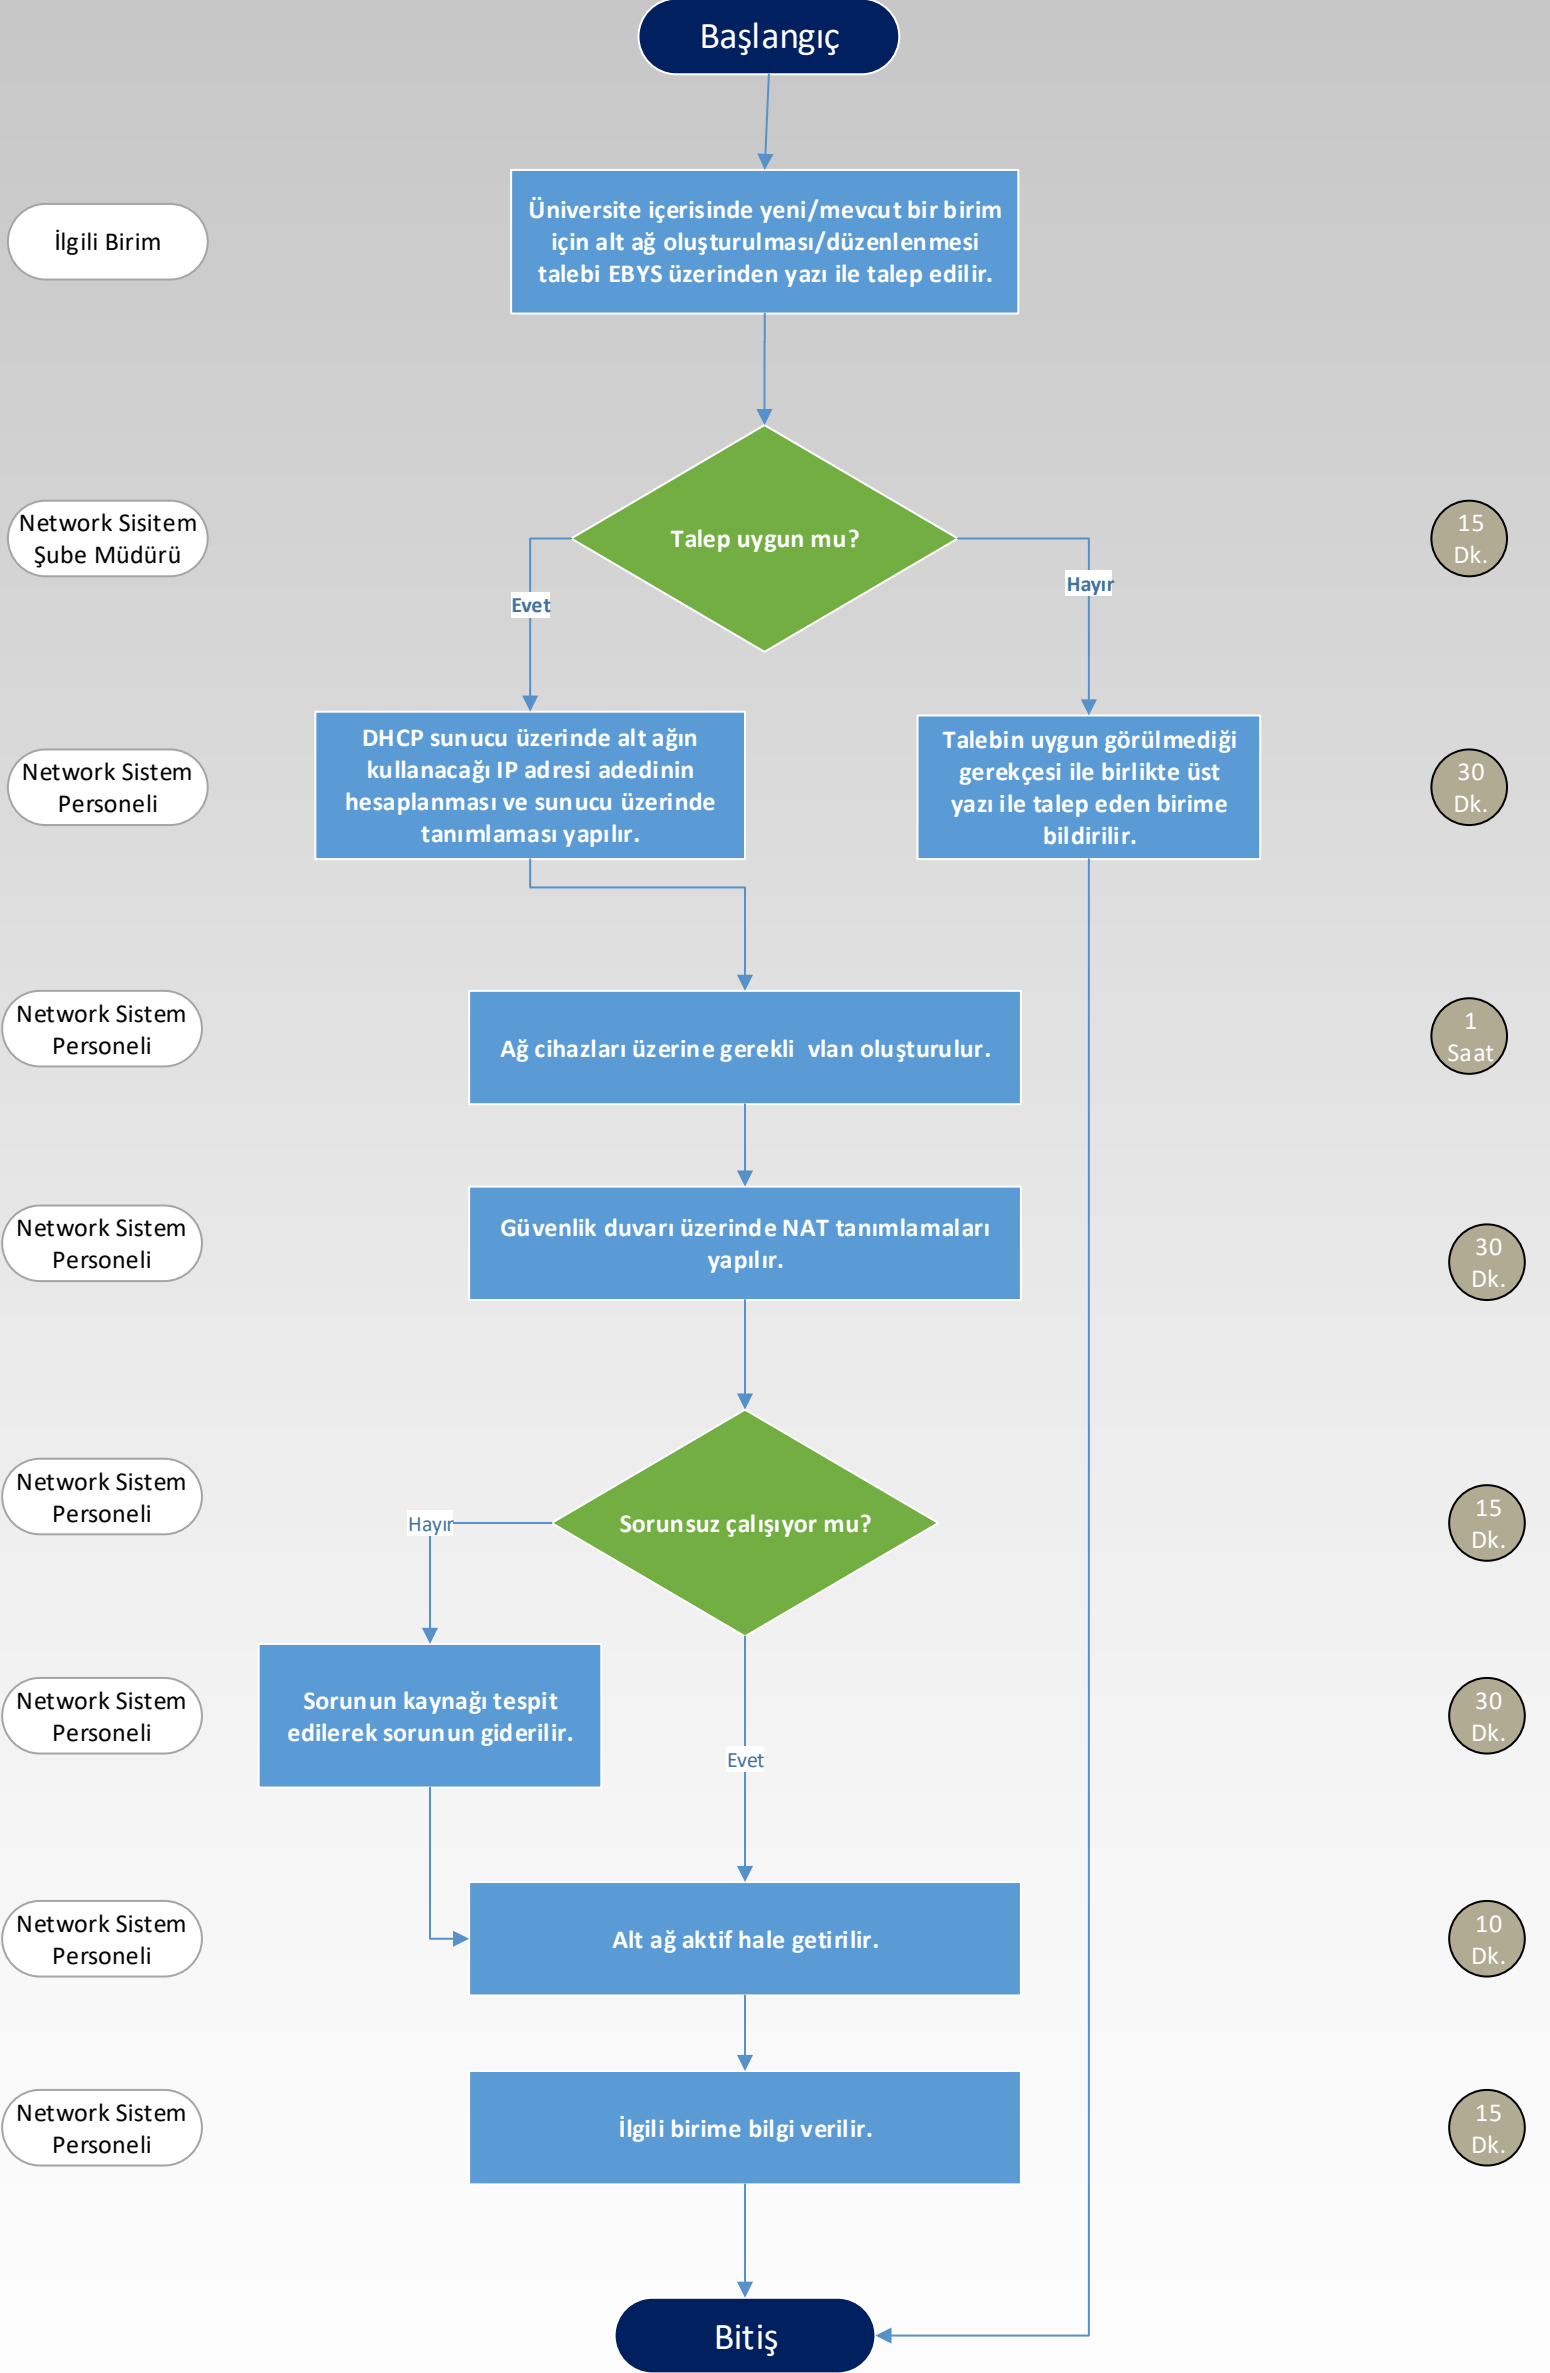 Başlangıç
İlgili Birim
Üniversite içerisinde yeni/mevcut bir birim
için alt ağ oluşturulması/düzenlenmesi
talebi EBYS üzerinden yazı ile talep edilir.
Network Sisitem
Şube Müdürü
Talep uygun mu?
15
Dk.
Evet
Hayır
Network Sistem
Personeli
DHCP sunucu üzerinde alt ağın
kullanacağı IP adresi adedinin
hesaplanması ve sunucu üzerinde
tanımlaması yapılır.
Talebin uygun görülmediği
gerekçesi ile birlikte üst
yazı ile talep eden birime
bildirilir.
30
Dk.
Network Sistem
Personeli
Ağ cihazları üzerine gerekli  vlan oluşturulur.
1
Saat
Network Sistem
Personeli
Güvenlik duvarı üzerinde NAT tanımlamaları
yapılır.
30
Dk.
Network Sistem
Personeli
Hayır
Sorunsuz çalışıyor mu?
15
Dk.
Network Sistem
Personeli
Sorunun kaynağı tespit
edilerek sorunun giderilir.
30
Dk.
Evet
Network Sistem
Personeli
Alt ağ aktif hale getirilir.
10
Dk.
Network Sistem
Personeli
İlgili birime bilgi verilir.
15
Dk.
Bitiş